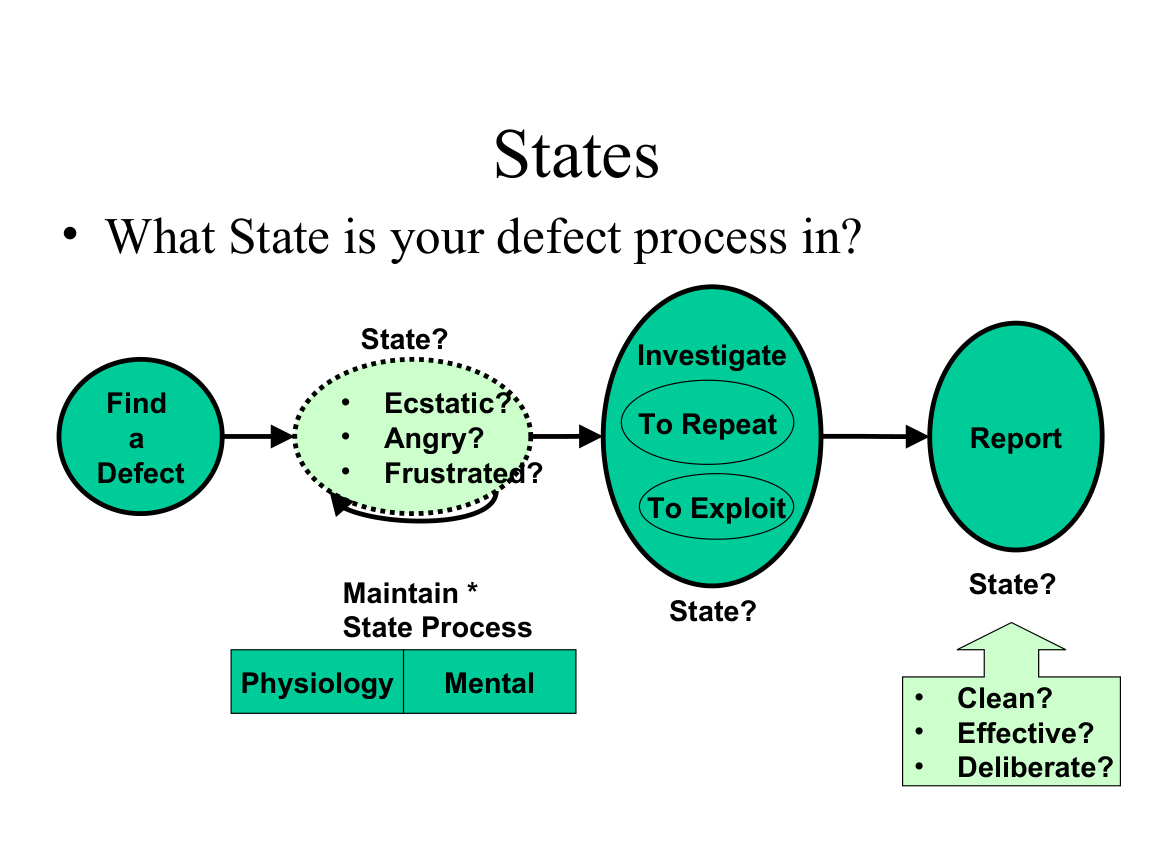 States
• What State is your defect process in?
Find
a
Defect
State?
• Ecstatic?
• Angry?
• Frustrated?
Maintain *
State Process
Physiology
Mental
Investigate
To Repeat
To Exploit
State?
Report
State?
• Clean?
• Effective?
• Deliberate?